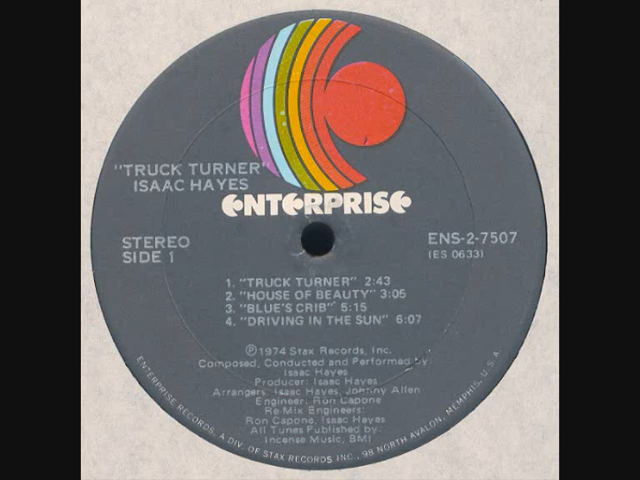 "TRUCK TURNER"
ISAAC HAYES
ENTERPRISE
STEREO
SIDE 1
ENS-2-7507
(ES 0633)
1. "TRUCK TURNER" 2:43
2. "HOUSE OF BEAUTY" 3:05
3. "BLUE'S CRIB" 5:15
4. "DRIVING IN THE SUN" 6:07
Ⓟ1974 Stax Records, Inc.
Composed, Conducted and Performed by:
Isaac Hayes
Producer: Isaac Hayes
Arrangers: Isaac Hayes, Johnny Allen
Engineer: Ron Capone
Re-Mix Engineers:
Ron Capone, Isaac Hayes
All Tunes Published by:
Incense Music, BMI
ENTERPRISE RECORDS, A DIV. OF STAX RECORDS INC., 98 NORTH AVALON, MEMPHIS, U.S.A.